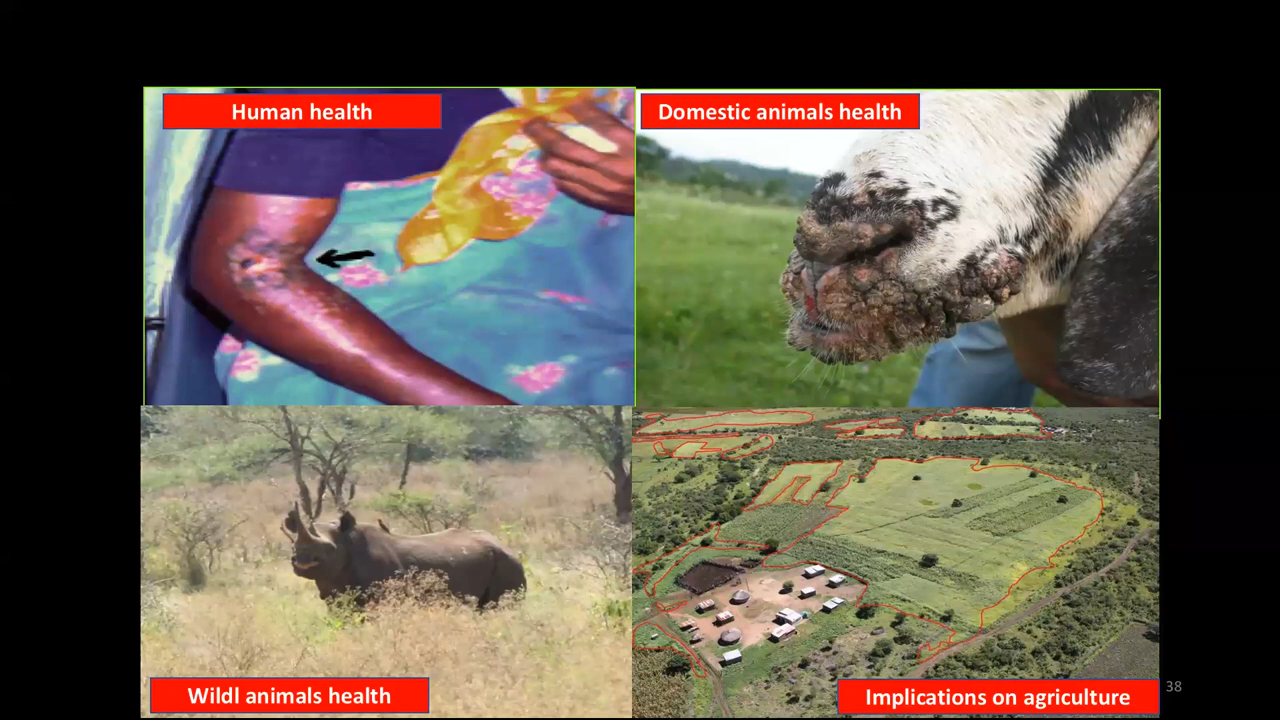 Human health
Domestic animals health
Wildl animals health
Implications on agriculture
38